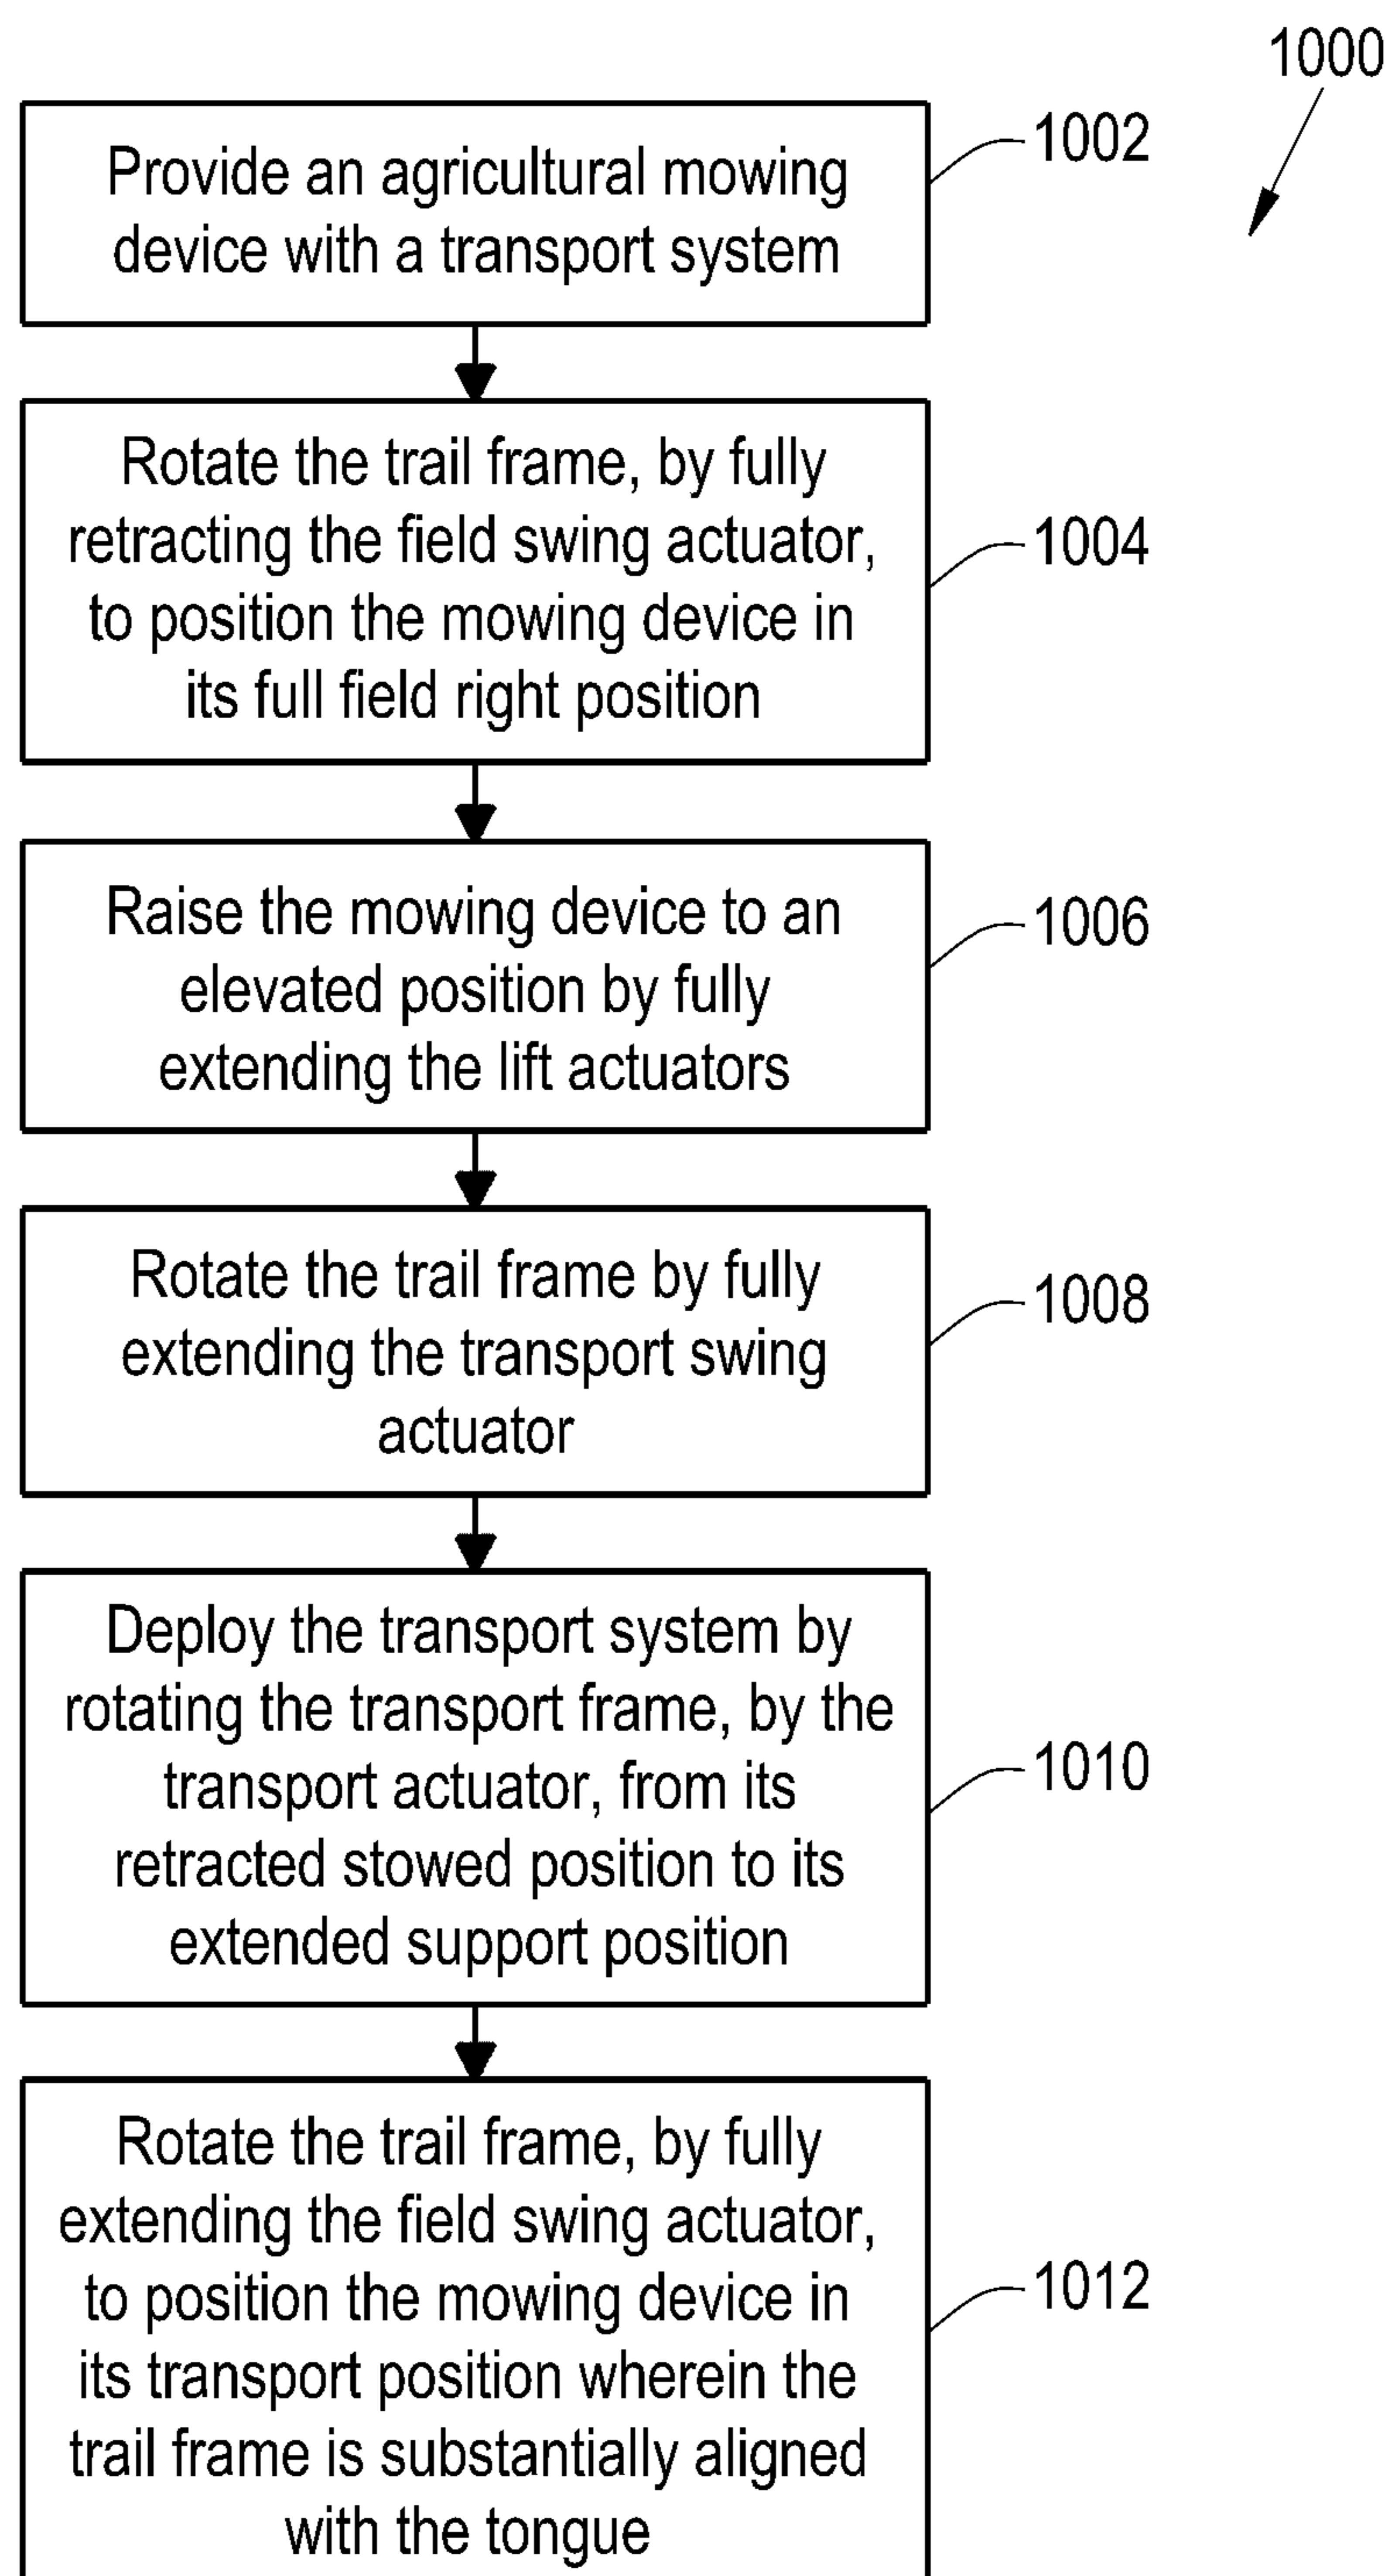 1000
Provide an agricultural mowing
device with a transport system
1002
Rotate the trail frame, by fully
retracting the field swing actuator,
to position the mowing device in
its full field right position
1004
Raise the mowing device to an
elevated position by fully
extending the lift actuators
1006
Rotate the trail frame by fully
extending the transport swing
actuator
1008
Deploy the transport system by
rotating the transport frame, by the
transport actuator, from its
retracted stowed position to its
extended support position
1010
Rotate the trail frame, by fully
extending the field swing actuator,
to position the mowing device in
its transport position wherein the
trail frame is substantially aligned
with the tongue
1012